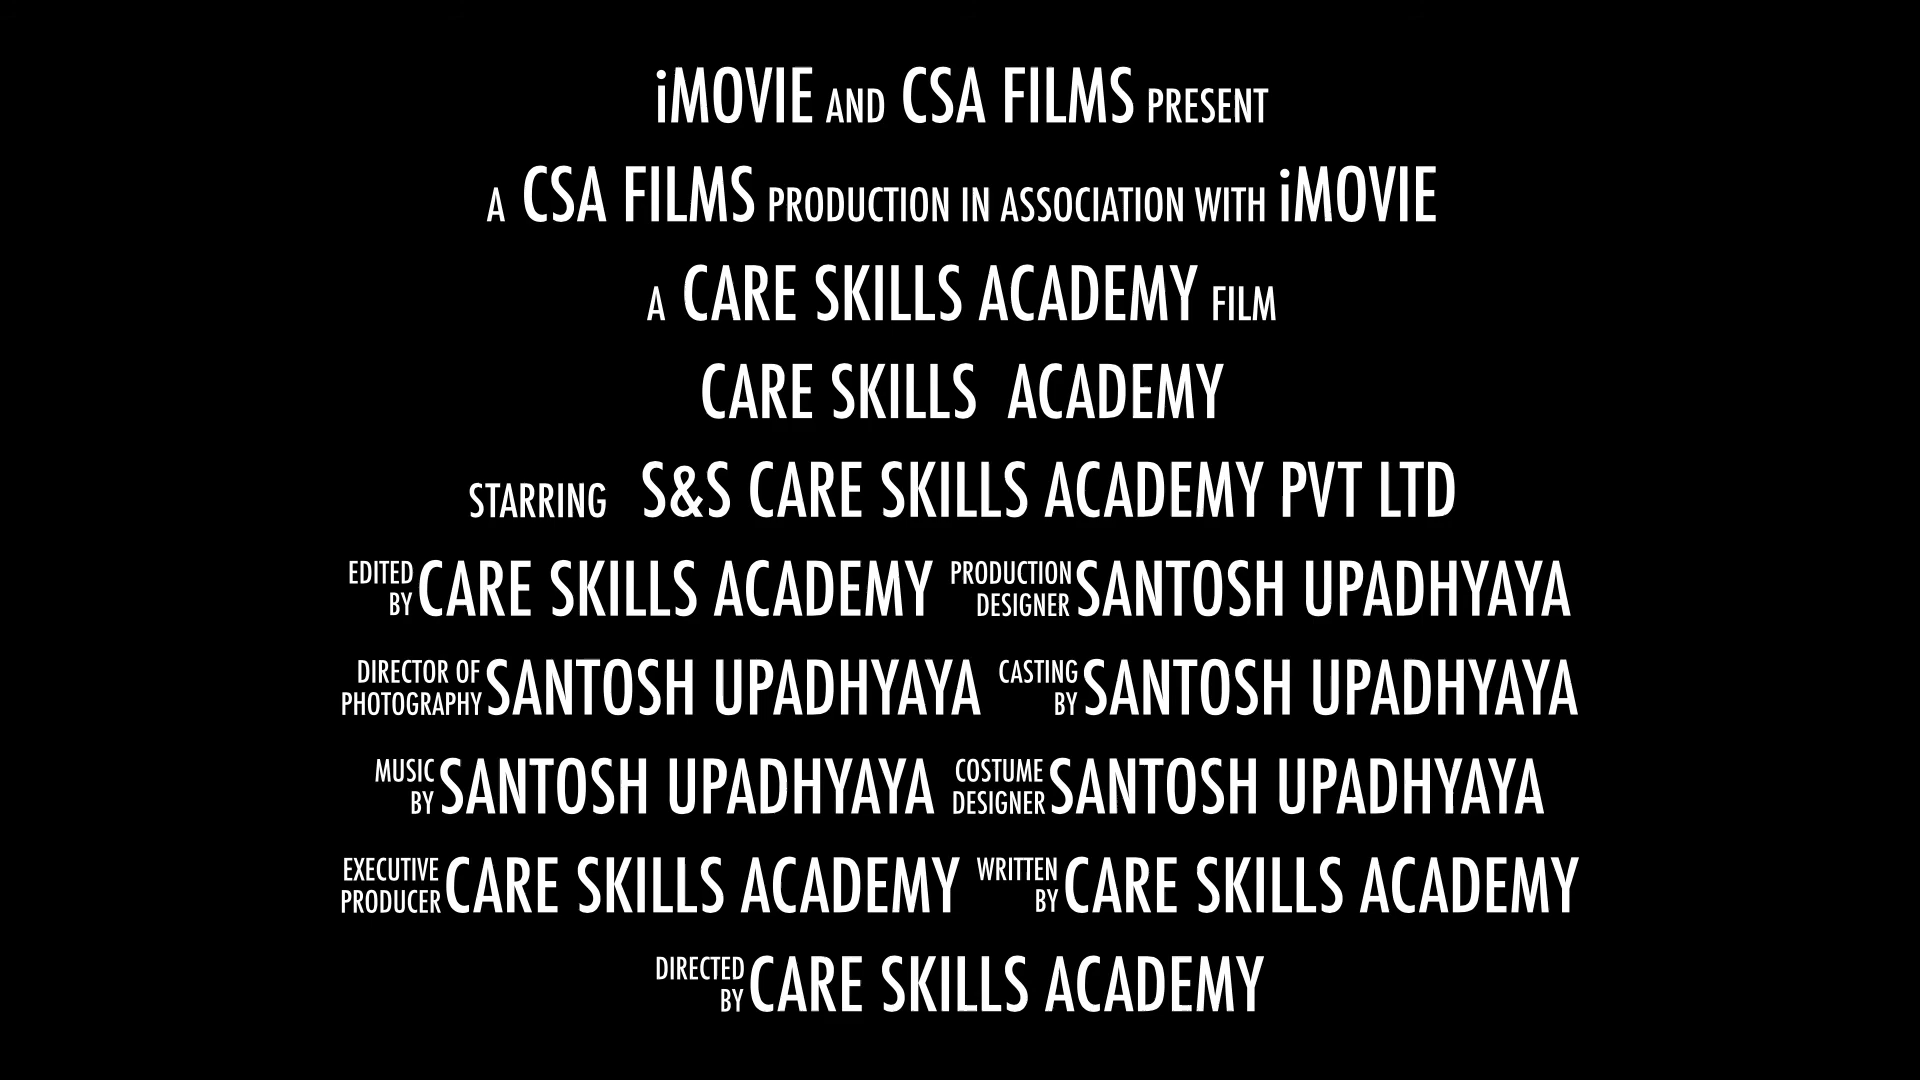 iMOVIE AND CSA FILMS PRESENT
A CSA FILMS PRODUCTION IN ASSOCIATION WITH iMOVIE
A CARE SKILLS ACADEMY FILM
CARE SKILLS  ACADEMY
STARRING S&S CARE SKILLS ACADEMY PVT LTD
EDITED BY CARE SKILLS ACADEMY PRODUCTION DESIGNER SANTOSH UPADHYAYA
DIRECTOR OF PHOTOGRAPHY SANTOSH UPADHYAYA CASTING BY SANTOSH UPADHYAYA
MUSIC BY SANTOSH UPADHYAYA COSTUME DESIGNER SANTOSH UPADHYAYA
EXECUTIVE PRODUCER CARE SKILLS ACADEMY WRITTEN BY CARE SKILLS ACADEMY
DIRECTED BY CARE SKILLS ACADEMY